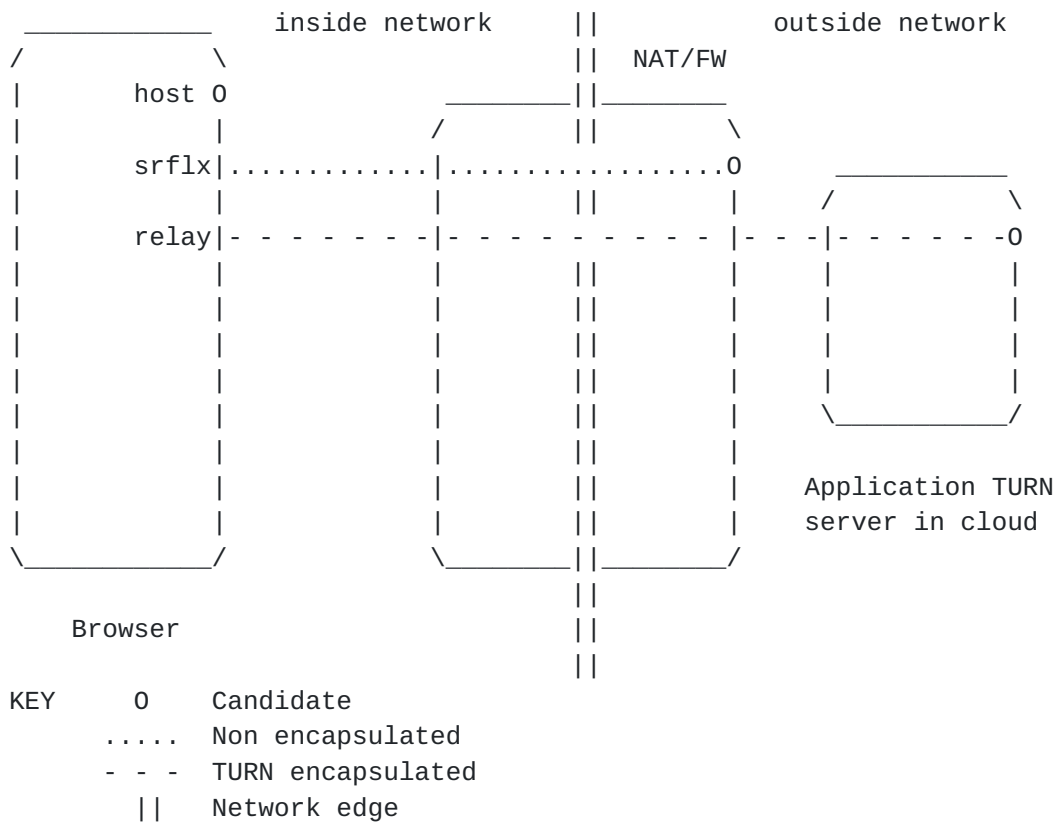 inside network || outside network
NAT/FW
host O
srflx|.............|..................O
relay|- - - - - - -|- - - - - - - - - |- - -|- - - - - -O
Application TURN
server in cloud
Browser
KEY O Candidate
..... Non encapsulated
- - - TURN encapsulated
|| Network edge